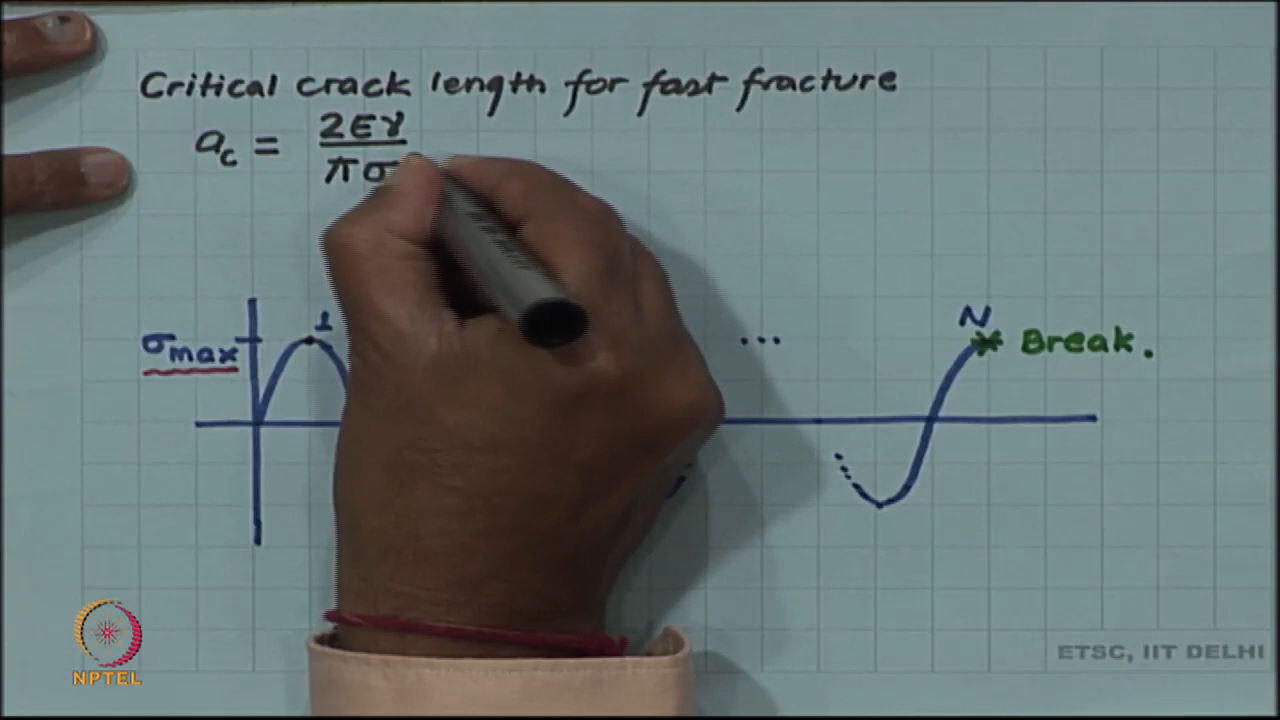 Critical crack length for fast fracture
a_c = 2Eγ / πσ
σmax 1 ... N Break.
NPTEL
ETSC, IIT DELHI